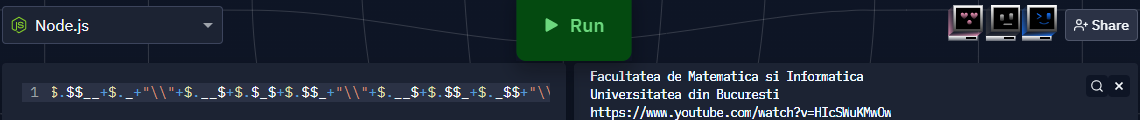 Node.js
Run
Share
1 $.$$__+$._+"\\"+$.__$+$.$_$+$.$$_+"\\"+$.__$+$.$$_+$._$$+"\\
Facultatea de Matematica si Informatica
Universitatea din Bucuresti
https://www.youtube.com/watch?v=HIcSWuKMwOw